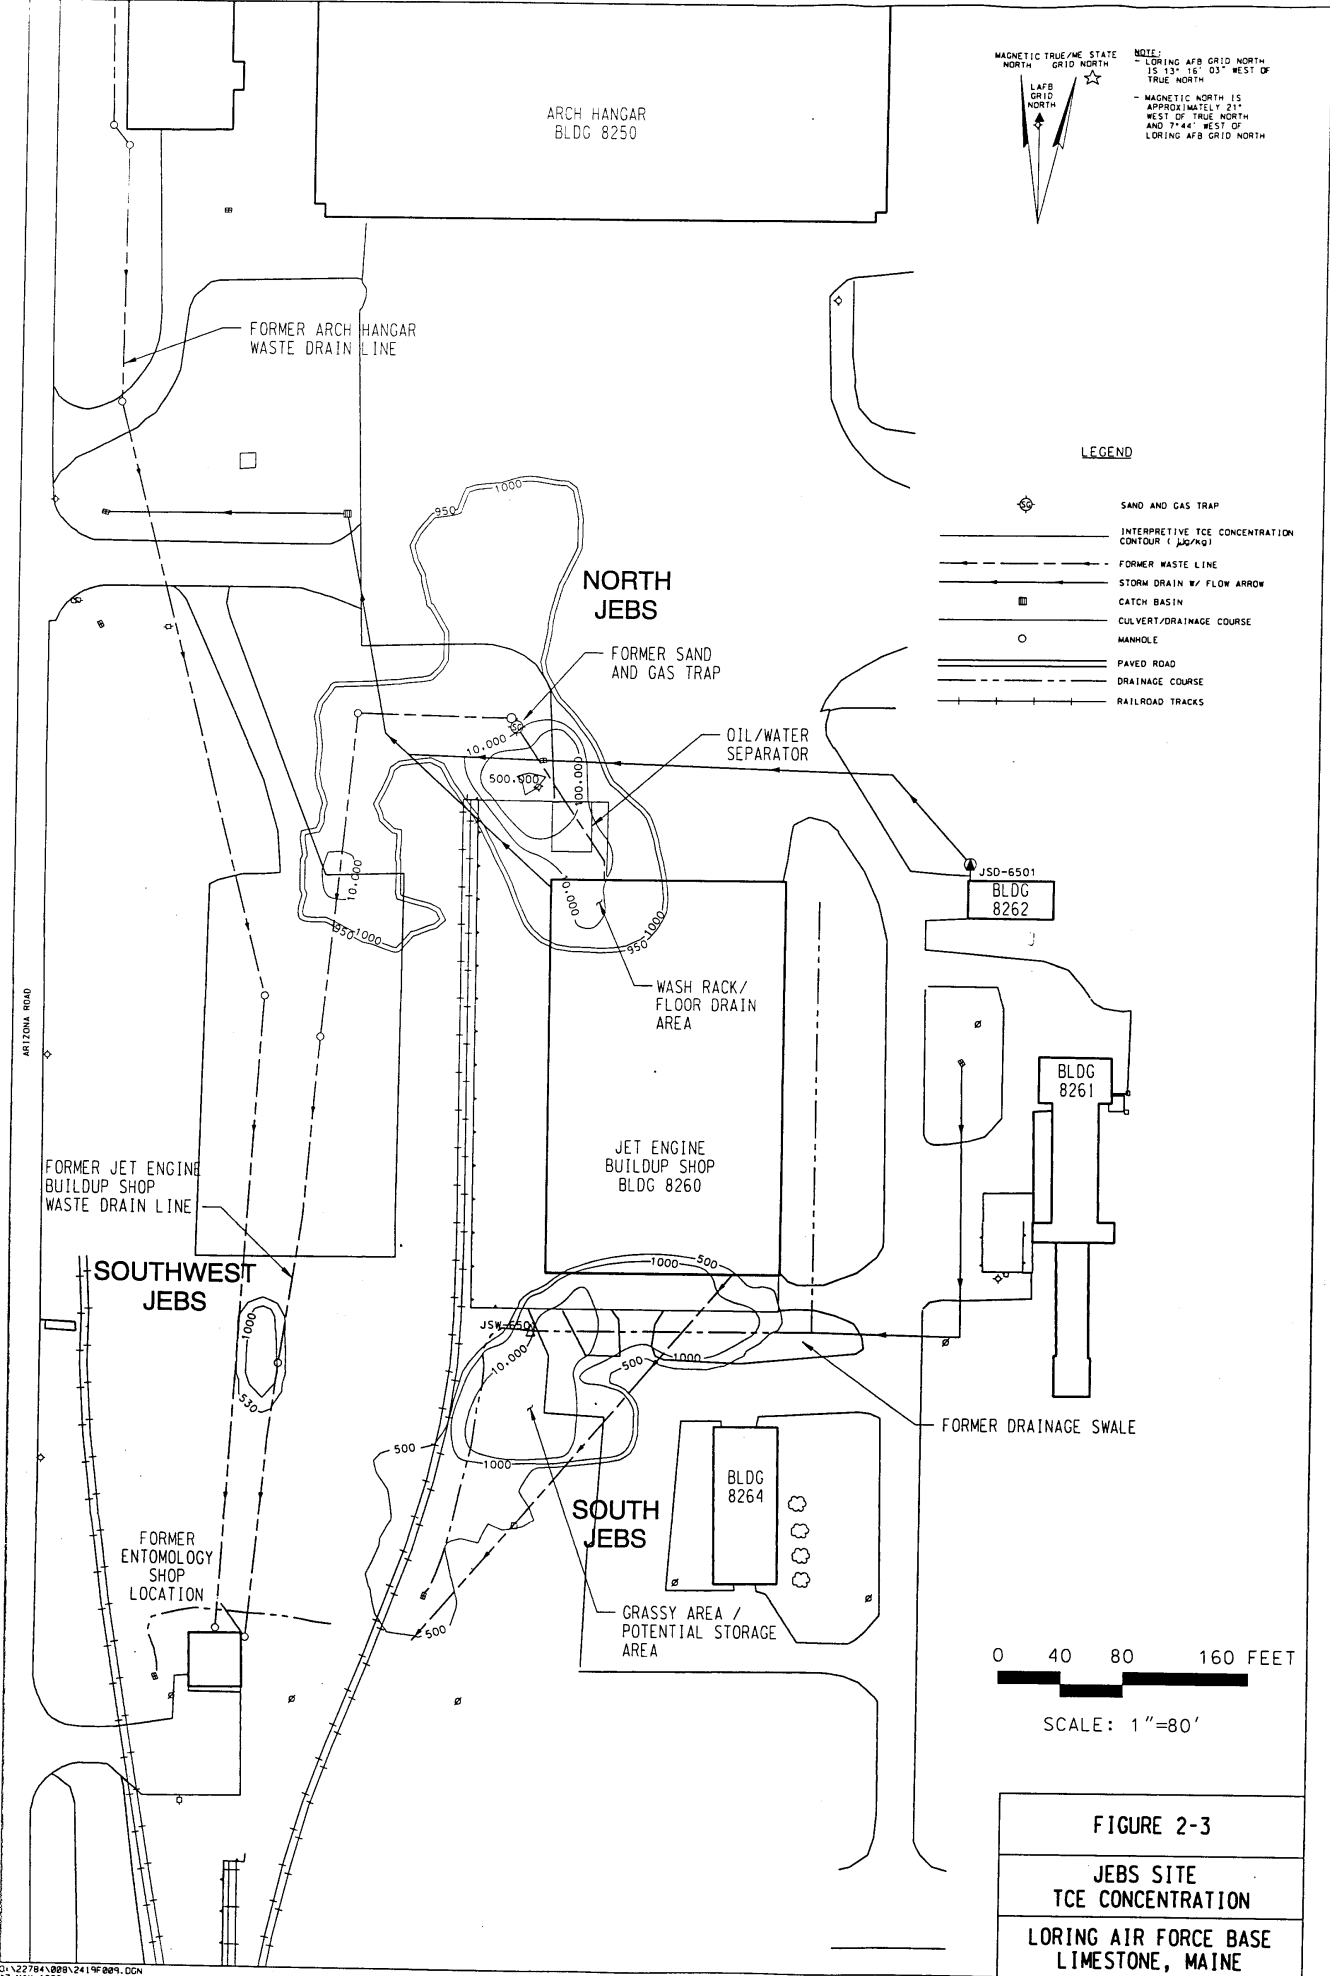 MAGNETIC TRUE/ME STATE
NORTH GRID NORTH
LAFB
GRID
NORTH
NOTE:
- LORING AFB GRID NORTH
IS 13° 16' 03" WEST OF
TRUE NORTH
- MAGNETIC NORTH IS
APPROXIMATELY 21°
WEST OF TRUE NORTH
AND 7°44' WEST OF
LORING AFB GRID NORTH
ARCH HANGAR
BLDG 8250
FORMER ARCH HANGAR
WASTE DRAIN LINE
LEGEND
SG
SAND AND GAS TRAP
INTERPRETIVE TCE CONCENTRATION
CONTOUR ( µg/kg)
FORMER WASTE LINE
STORM DRAIN W/ FLOW ARROW
CATCH BASIN
CULVERT/DRAINAGE COURSE
MANHOLE
PAVED ROAD
DRAINAGE COURSE
RAILROAD TRACKS
1000
950
NORTH
JEBS
FORMER SAND
AND GAS TRAP
SG
OIL/WATER
SEPARATOR
10,000
500,000
100,000
10,000
10,000
950
1000
950
1000
JSD-6501
BLDG
8262
WASH RACK/
FLOOR DRAIN
AREA
ARIZONA ROAD
BLDG
8261
JET ENGINE
BUILDUP SHOP
BLDG 8260
FORMER JET ENGINE
BUILDUP SHOP
WASTE DRAIN LINE
SOUTHWEST
JEBS
1000
530
1000
500
10,000
500
1000
FORMER DRAINAGE SWALE
500
1000
BLDG
8264
SOUTH
JEBS
FORMER
ENTOMOLOGY
SHOP
LOCATION
500
GRASSY AREA /
POTENTIAL STORAGE
AREA
0 40 80 160 FEET
SCALE: 1"=80'
FIGURE 2-3
JEBS SITE
TCE CONCENTRATION
LORING AIR FORCE BASE
LIMESTONE, MAINE